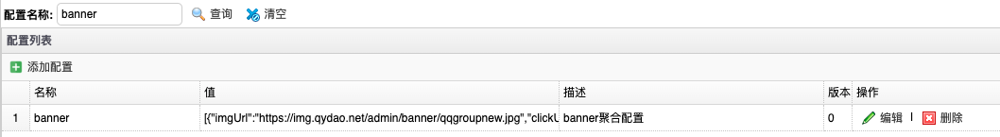 配置名称: banner 查询 清空
配置列表
添加配置
名称 值 描述 版本 操作
1 banner [{"imgUrl":"https://img.qydao.net/admin/banner/qqgroupnew.jpg","clickU banner聚合配置 0 编辑 | 删除